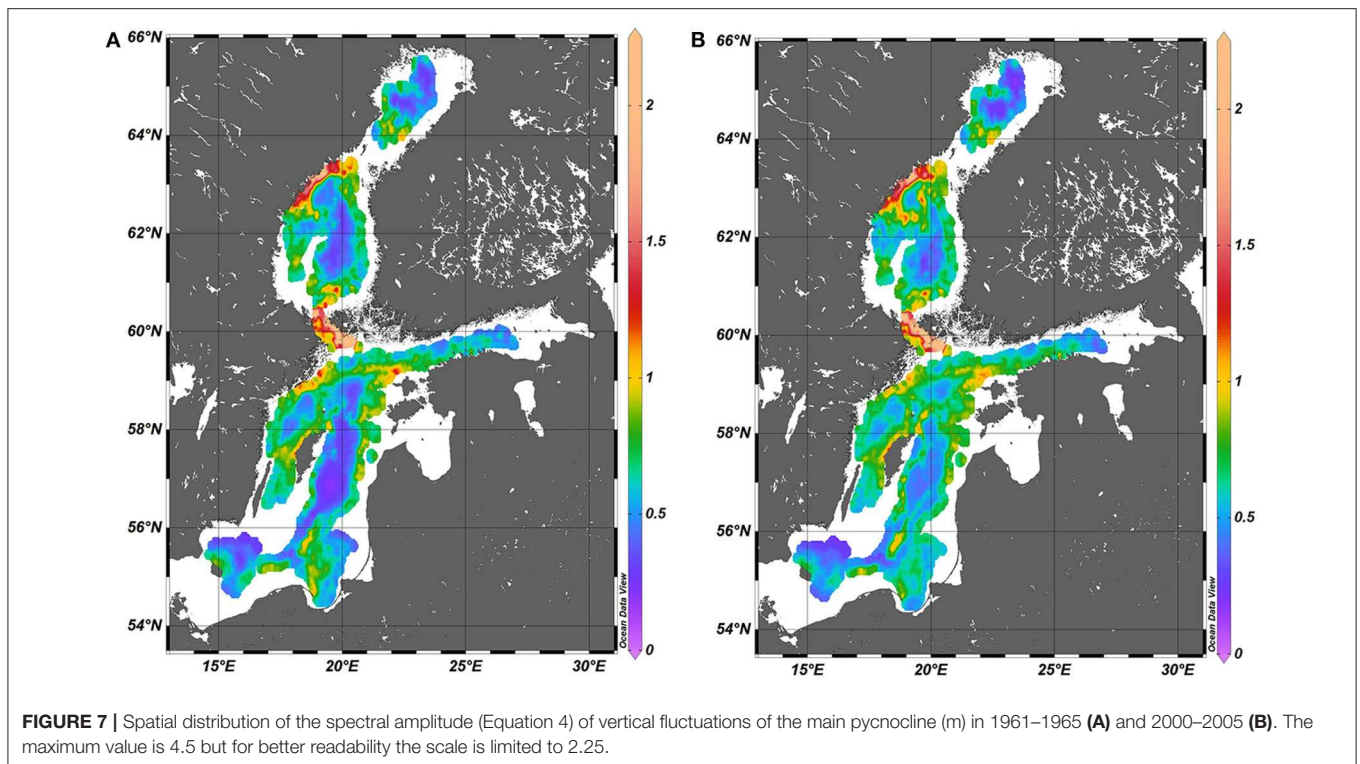 A
66°N
64°N
62°N
60°N
58°N
56°N
54°N
15°E
20°E
25°E
30°E
2
1.5
1
0.5
0
Ocean Data View
B
66°N
64°N
62°N
60°N
58°N
56°N
54°N
15°E
20°E
25°E
30°E
2
1.5
1
0.5
0
Ocean Data View
FIGURE 7 | Spatial distribution of the spectral amplitude (Equation 4) of vertical fluctuations of the main pycnocline (m) in 1961–1965 (A) and 2000–2005 (B). The
maximum value is 4.5 but for better readability the scale is limited to 2.25.